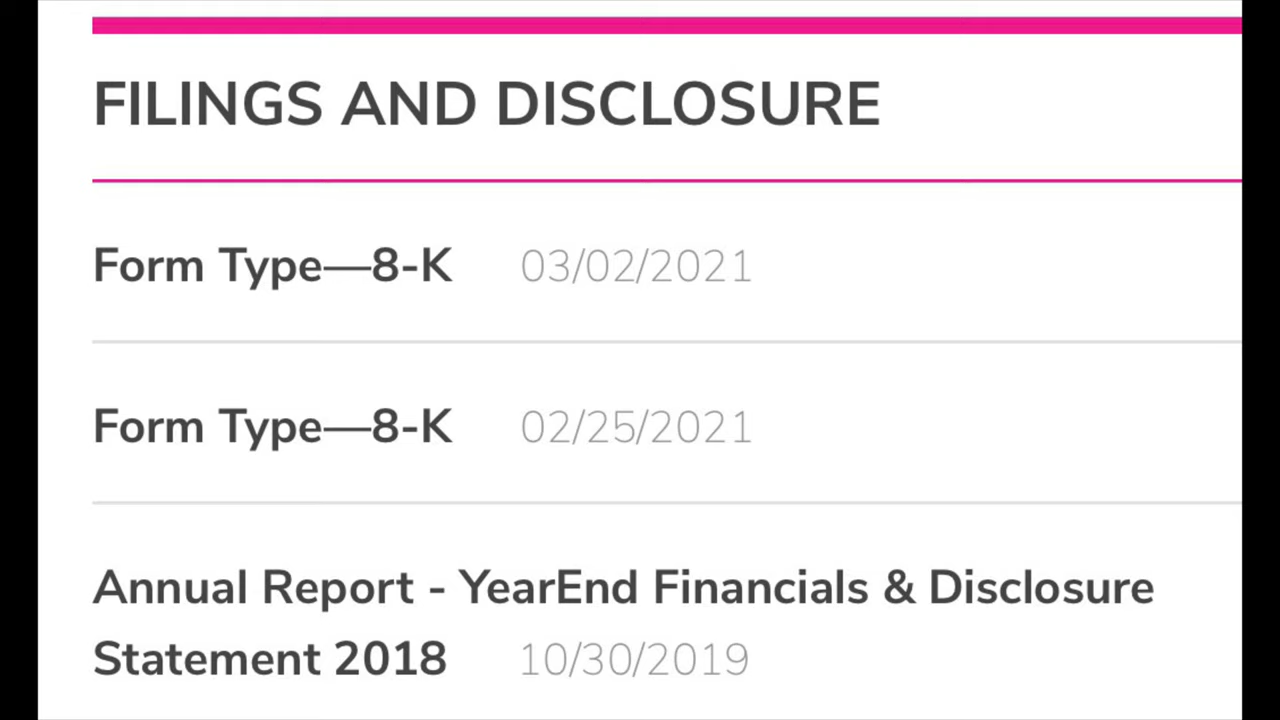 FILINGS AND DISCLOSURE
Form Type—8-K 03/02/2021
Form Type—8-K 02/25/2021
Annual Report - YearEnd Financials & Disclosure
Statement 2018 10/30/2019